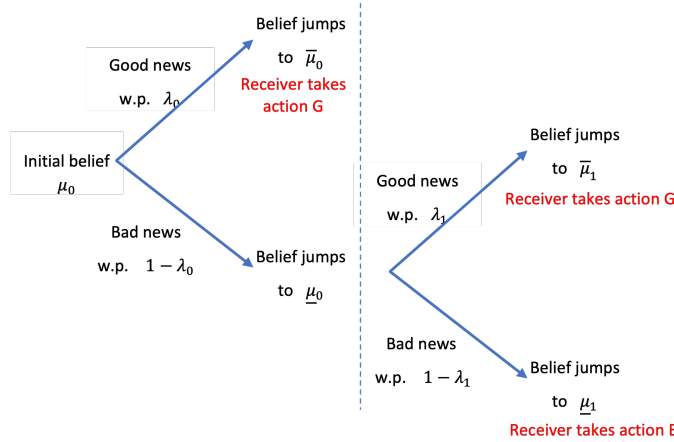 Belief jumps
to μ̅₀
Receiver takes
action G
Good news
w.p. λ₀
Initial belief
μ₀
Bad news
w.p. 1 − λ₀
Belief jumps
to μ̲₀
Belief jumps
to μ̅₁
Receiver takes action G
Good news
w.p. λ₁
Bad news
w.p. 1 − λ₁
Belief jumps
to μ̲₁
Receiver takes action